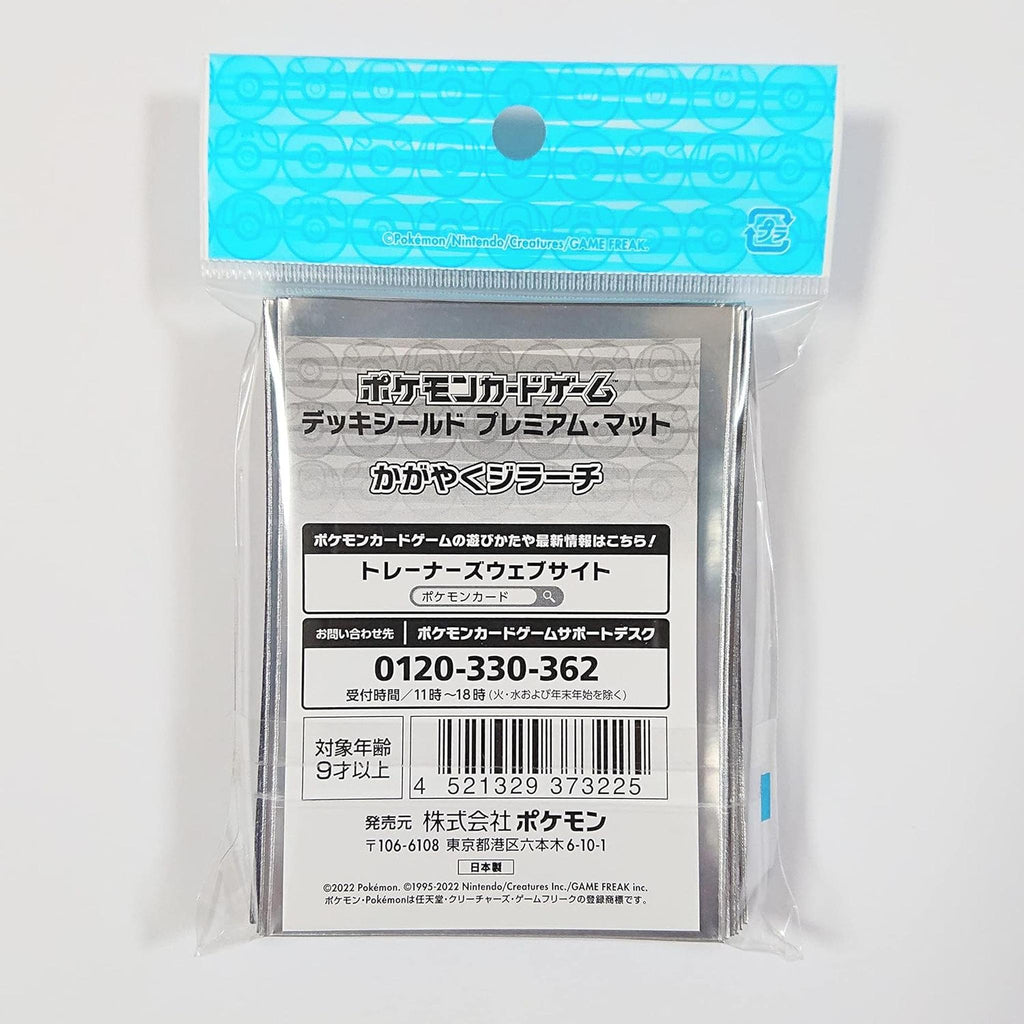 ©Pokémon/Nintendo/Creatures/GAME FREAK.
プラ
ポケモンカードゲーム™
デッキシールド プレミアム・マット
かがやくジラーチ
ポケモンカードゲームの遊びかたや最新情報はこちら!
トレーナーズウェブサイト
ポケモンカード
お問い合わせ先 ポケモンカードゲームサポートデスク
0120-330-362
受付時間/11時~18時(火・水および年末年始を除く)
対象年齢
9才以上
4 521329 373225
発売元 株式会社 ポケモン
〒106-6108 東京都港区六本木6-10-1
日本製
©2022 Pokémon. ©1995-2022 Nintendo/Creatures Inc./GAME FREAK inc.
ポケモン・Pokémonは任天堂・クリーチャーズ・ゲームフリークの登録商標です。